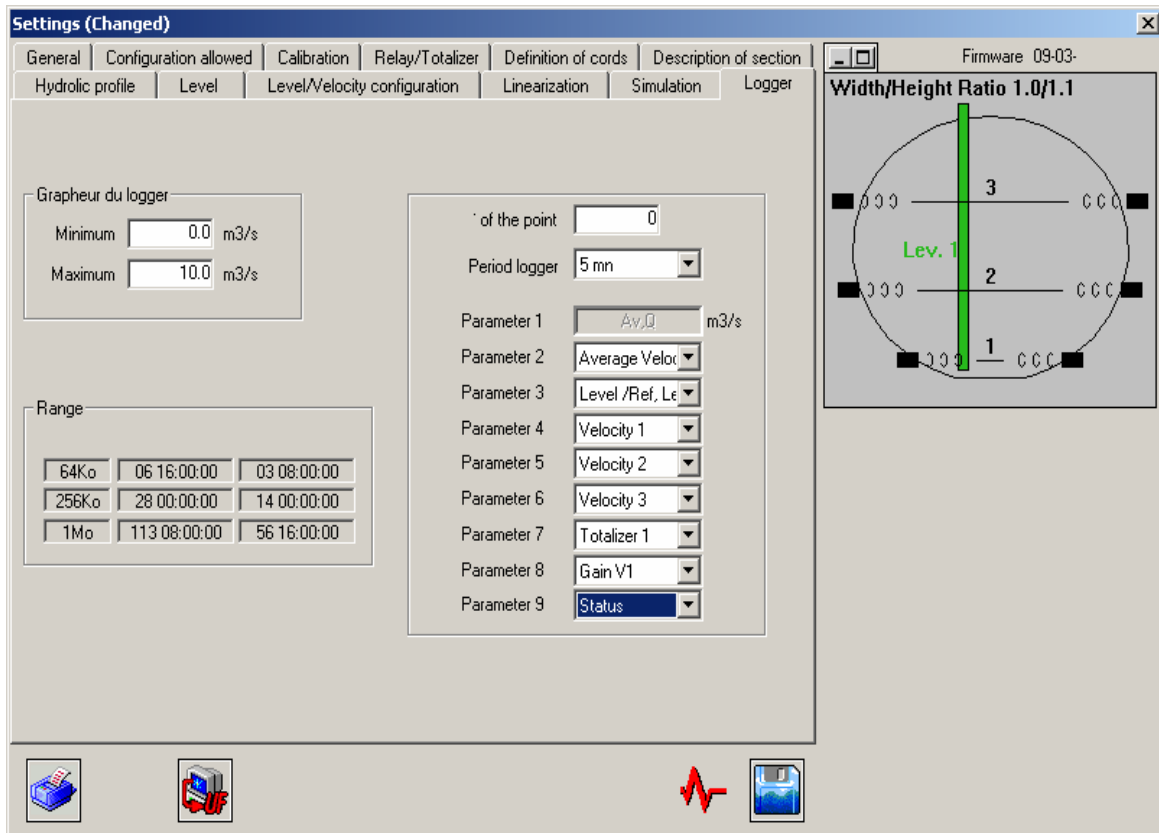 Settings (Changed)
General Configuration allowed Calibration Relay/Totalizer Definition of cords Description of section
Hydrolic profile Level Level/Velocity configuration Linearization Simulation Logger
Grapheur du logger
Minimum 0.0 m3/s
Maximum 10.0 m3/s
Range
64Ko 06 16:00:00 03 08:00:00
256Ko 28 00:00:00 14 00:00:00
1Mo 113 08:00:00 56 16:00:00
of the point 0
Period logger 5 mn
Parameter 1 Av,Q m3/s
Parameter 2 Average Veloc
Parameter 3 Level /Ref, Le
Parameter 4 Velocity 1
Parameter 5 Velocity 2
Parameter 6 Velocity 3
Parameter 7 Totalizer 1
Parameter 8 Gain V1
Parameter 9 Status
UF
Firmware 09-03-
Width/Height Ratio 1.0/1.1
3
Lev. 1
2
1